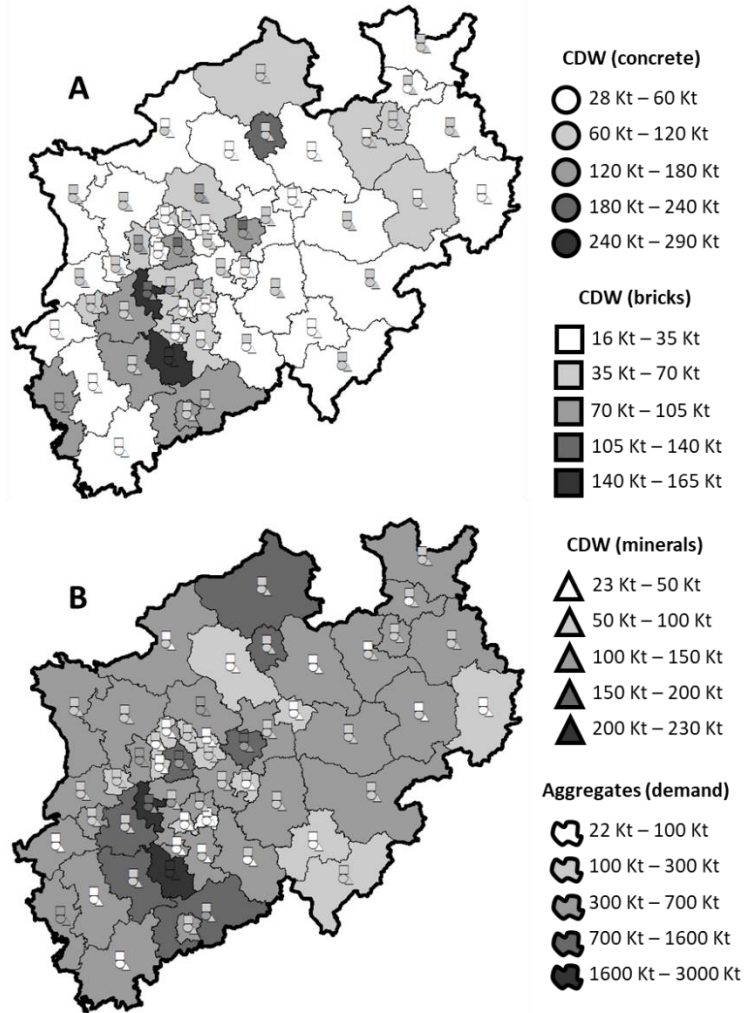 A
CDW (concrete)
28 Kt – 60 Kt
60 Kt – 120 Kt
120 Kt – 180 Kt
180 Kt – 240 Kt
240 Kt – 290 Kt
CDW (bricks)
16 Kt – 35 Kt
35 Kt – 70 Kt
70 Kt – 105 Kt
105 Kt – 140 Kt
140 Kt – 165 Kt
B
CDW (minerals)
23 Kt – 50 Kt
50 Kt – 100 Kt
100 Kt – 150 Kt
150 Kt – 200 Kt
200 Kt – 230 Kt
Aggregates (demand)
22 Kt – 100 Kt
100 Kt – 300 Kt
300 Kt – 700 Kt
700 Kt – 1600 Kt
1600 Kt – 3000 Kt